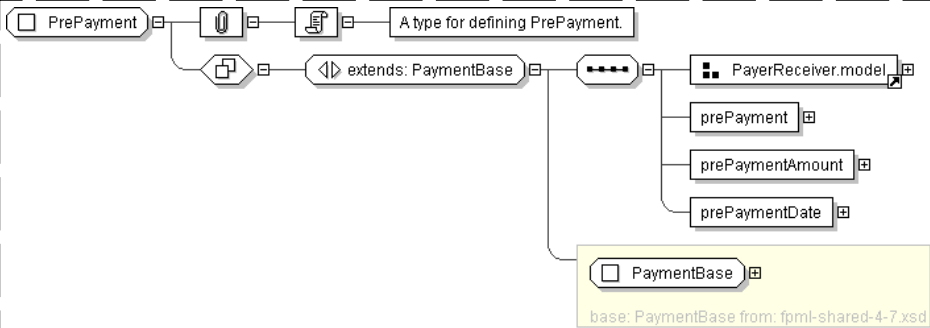 PrePayment
A type for defining PrePayment.
extends: PaymentBase
PayerReceiver.model
prePayment
prePaymentAmount
prePaymentDate
PaymentBase
base: PaymentBase from: fpml-shared-4-7.xsd